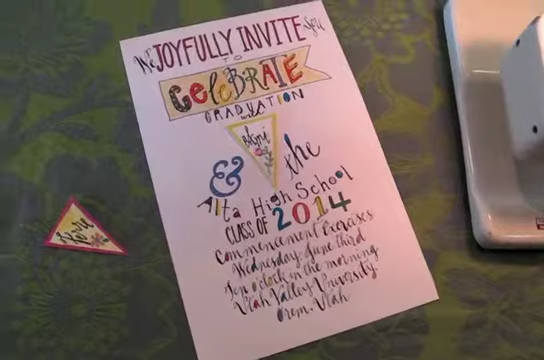 We JOYFULLY INVITE you
TO
CELEBRATE
GRADUATION
with
& the
Alta High School
CLASS OF 2014
Commencement Exercises
Wednesday, June third
Ten o'clock in the morning
Utah Valley University
Orem, Utah